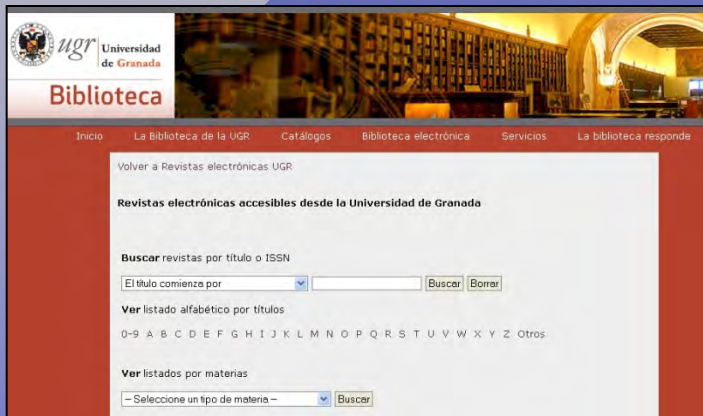 ugr Universidad
de Granada
Biblioteca
Inicio La Biblioteca de la UGR Catálogos Biblioteca electrónica Servicios La biblioteca responde
Volver a Revistas electrónicas UGR
Revistas electrónicas accesibles desde la Universidad de Granada
Buscar revistas por título o ISSN
El título comienza por Buscar Borrar
Ver listado alfabético por títulos
0-9 A B C D E F G H I J K L M N O P Q R S T U V W X Y Z Otros
Ver listados por materias
-- Seleccione un tipo de materia -- Buscar